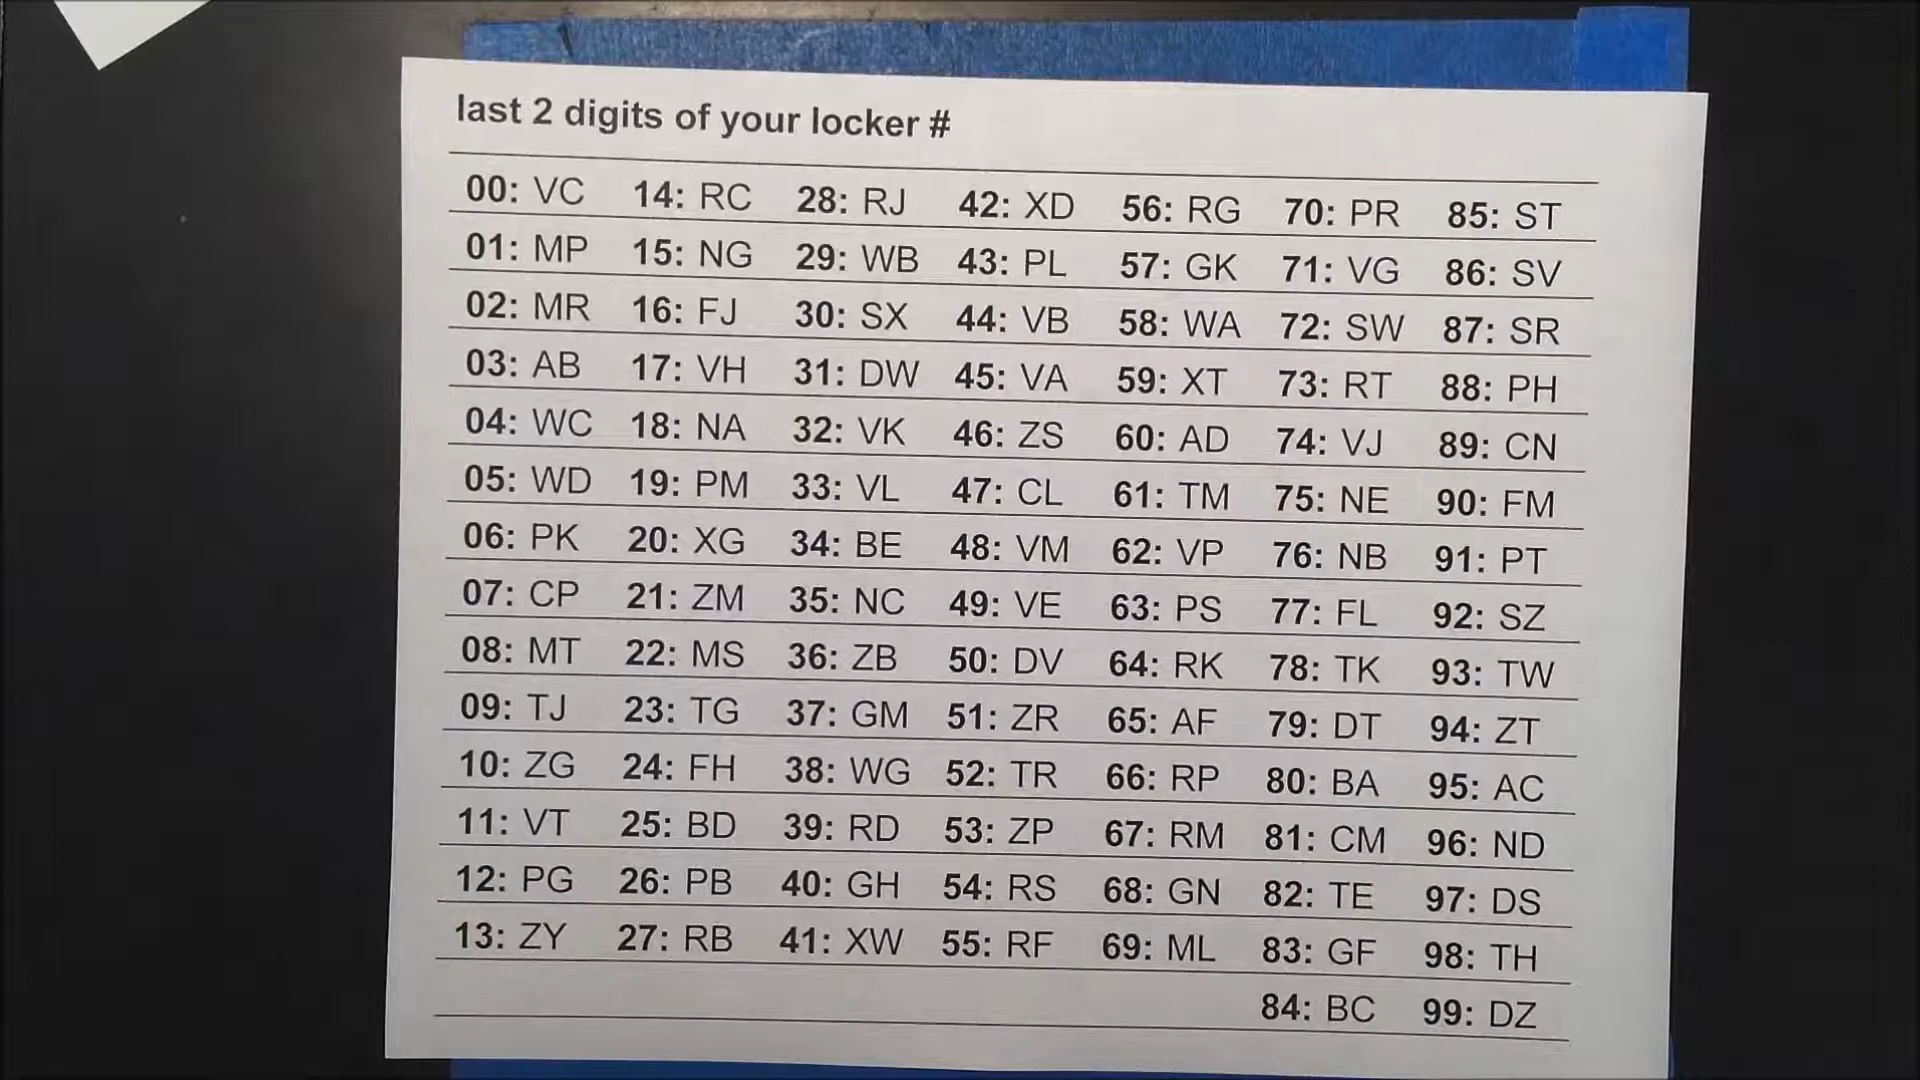 last 2 digits of your locker #
00: VC 14: RC 28: RJ 42: XD 56: RG 70: PR 85: ST
01: MP 15: NG 29: WB 43: PL 57: GK 71: VG 86: SV
02: MR 16: FJ 30: SX 44: VB 58: WA 72: SW 87: SR
03: AB 17: VH 31: DW 45: VA 59: XT 73: RT 88: PH
04: WC 18: NA 32: VK 46: ZS 60: AD 74: VJ 89: CN
05: WD 19: PM 33: VL 47: CL 61: TM 75: NE 90: FM
06: PK 20: XG 34: BE 48: VM 62: VP 76: NB 91: PT
07: CP 21: ZM 35: NC 49: VE 63: PS 77: FL 92: SZ
08: MT 22: MS 36: ZB 50: DV 64: RK 78: TK 93: TW
09: TJ 23: TG 37: GM 51: ZR 65: AF 79: DT 94: ZT
10: ZG 24: FH 38: WG 52: TR 66: RP 80: BA 95: AC
11: VT 25: BD 39: RD 53: ZP 67: RM 81: CM 96: ND
12: PG 26: PB 40: GH 54: RS 68: GN 82: TE 97: DS
13: ZY 27: RB 41: XW 55: RF 69: ML 83: GF 98: TH
84: BC 99: DZ